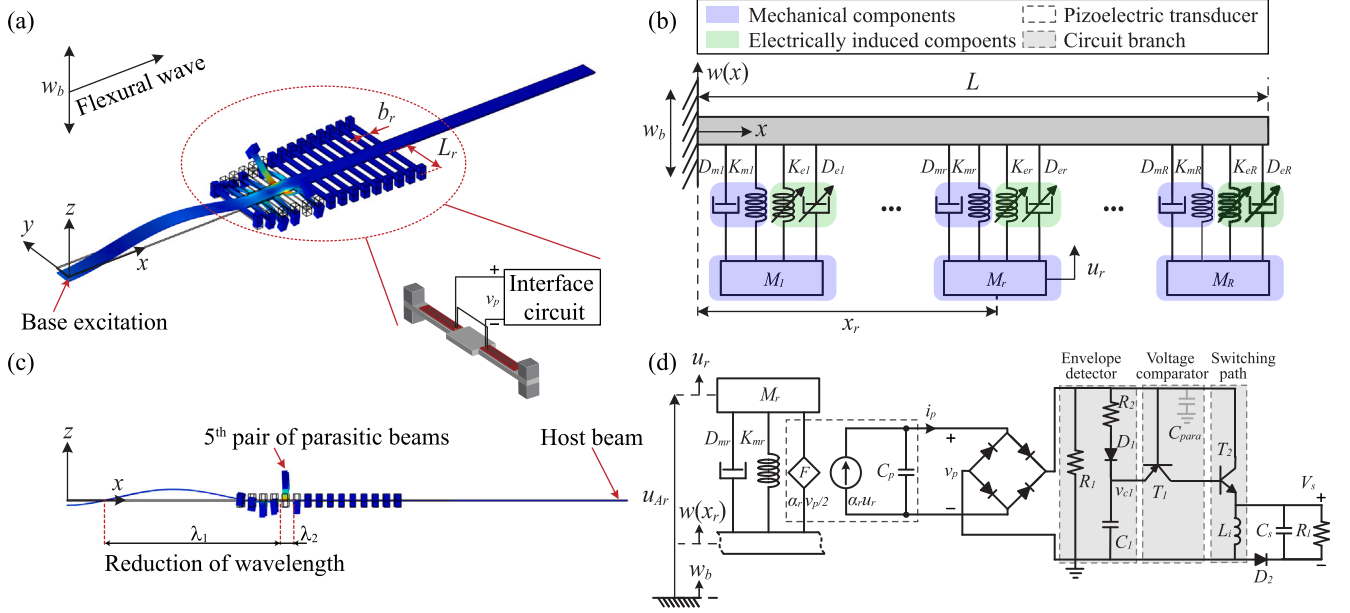 (a)
w_b
Flexural wave
b_r
L_r
z
y
x
Base excitation
+
v_p
−
Interface
circuit
(b)
Mechanical components
Pizoelectric transducer
Electrically induced compoents
Circuit branch
w(x)
L
w_b
x
D_m1 K_m1 K_e1 D_e1
D_mr K_mr K_er D_er
D_mR K_mR K_eR D_eR
...
...
M_1
M_r
M_R
u_r
x_r
(c)
z
5th pair of parasitic beams
Host beam
x
λ_1
λ_2
Reduction of wavelength
(d)
u_r
M_r
D_mr
K_mr
F
α_r v_p/2
α_r u_r
C_p
i_p
+
v_p
−
u_Ar
w(x_r)
w_b
Envelope
detector
Voltage
comparator
Switching
path
R_2
D_1
R_1
v_c1
C_1
C_para
T_1
T_2
L_i
C_s
R_l
V_s
+
−
D_2